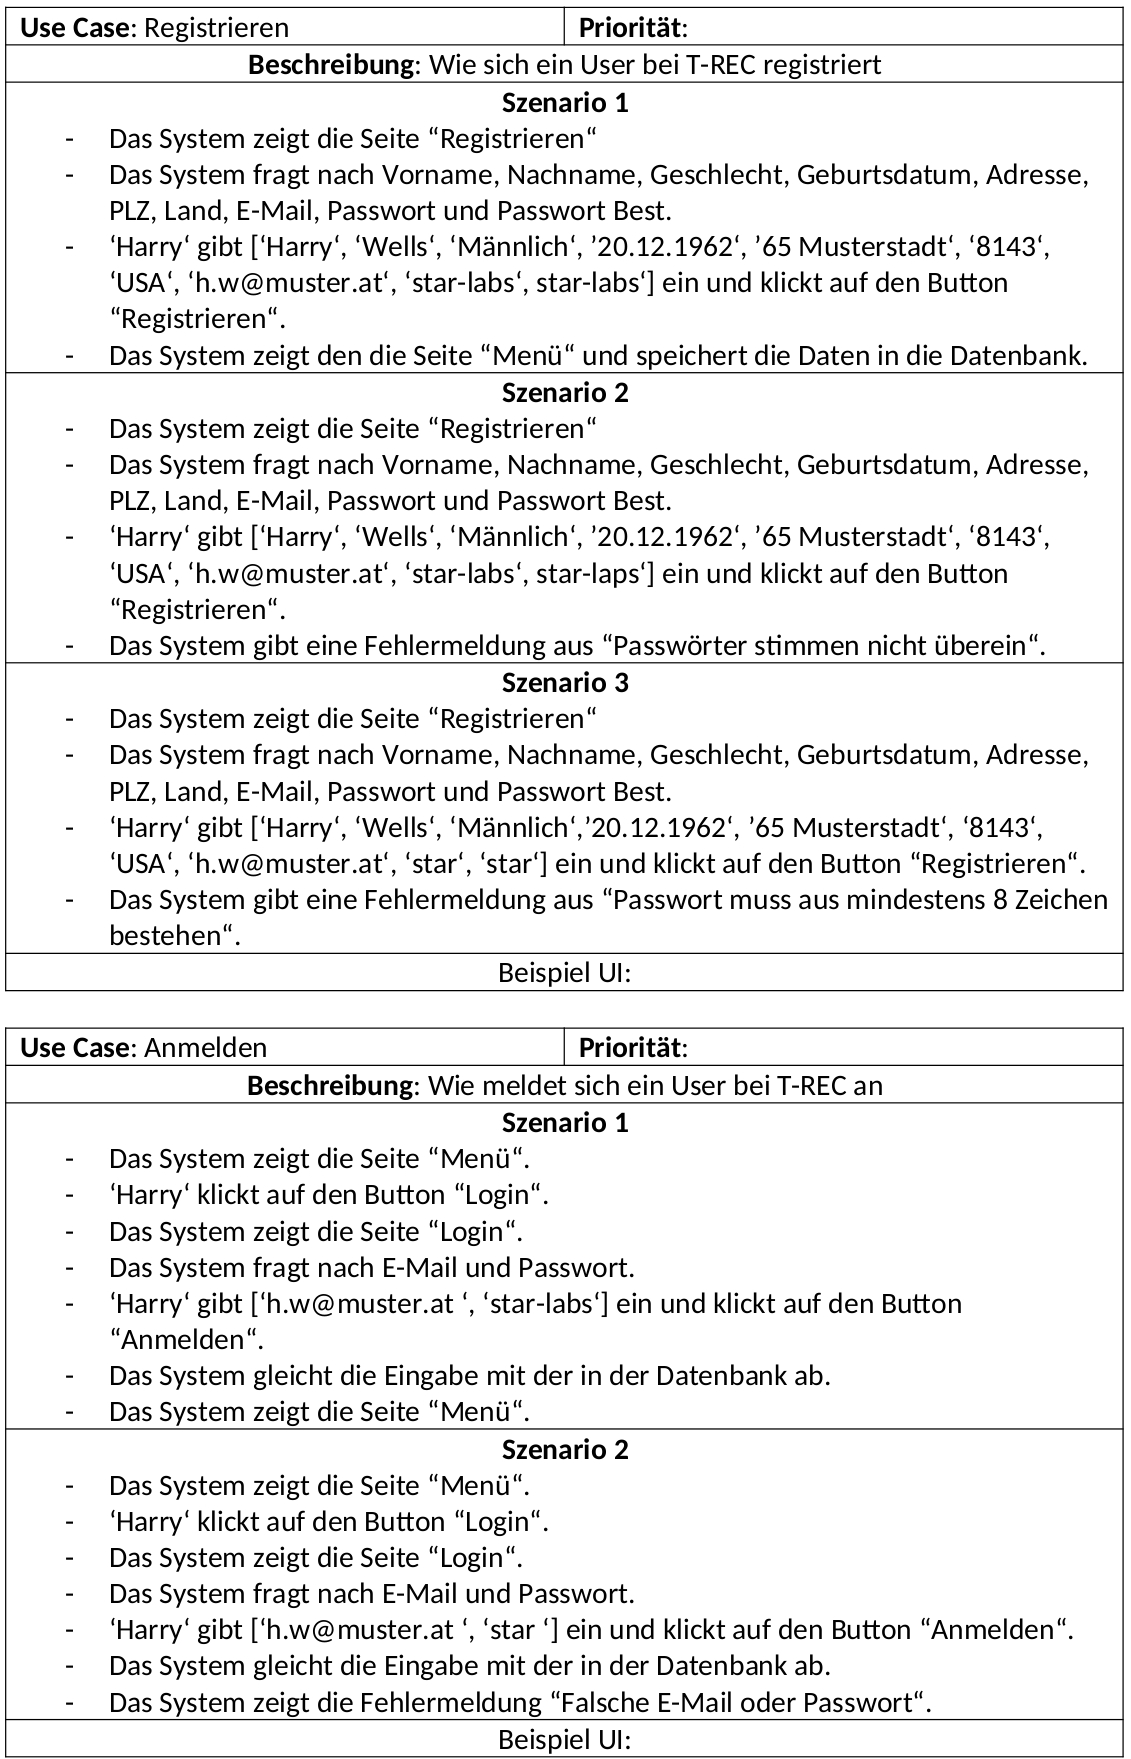 Use Case: Registrieren
Priorität:
Beschreibung: Wie sich ein User bei T-REC registriert
Szenario 1
- Das System zeigt die Seite “Registrieren“
- Das System fragt nach Vorname, Nachname, Geschlecht, Geburtsdatum, Adresse,
PLZ, Land, E-Mail, Passwort und Passwort Best.
- ‘Harry‘ gibt [‘Harry‘, ‘Wells‘, ‘Männlich‘, ’20.12.1962‘, ’65 Musterstadt‘, ‘8143‘,
‘USA‘, ‘h.w@muster.at‘, ‘star-labs‘, star-labs‘] ein und klickt auf den Button
“Registrieren“.
- Das System zeigt den die Seite “Menü“ und speichert die Daten in die Datenbank.
Szenario 2
- Das System zeigt die Seite “Registrieren“
- Das System fragt nach Vorname, Nachname, Geschlecht, Geburtsdatum, Adresse,
PLZ, Land, E-Mail, Passwort und Passwort Best.
- ‘Harry‘ gibt [‘Harry‘, ‘Wells‘, ‘Männlich‘, ’20.12.1962‘, ’65 Musterstadt‘, ‘8143‘,
‘USA‘, ‘h.w@muster.at‘, ‘star-labs‘, star-laps‘] ein und klickt auf den Button
“Registrieren“.
- Das System gibt eine Fehlermeldung aus “Passwörter stimmen nicht überein“.
Szenario 3
- Das System zeigt die Seite “Registrieren“
- Das System fragt nach Vorname, Nachname, Geschlecht, Geburtsdatum, Adresse,
PLZ, Land, E-Mail, Passwort und Passwort Best.
- ‘Harry‘ gibt [‘Harry‘, ‘Wells‘, ‘Männlich‘,’20.12.1962‘, ’65 Musterstadt‘, ‘8143‘,
‘USA‘, ‘h.w@muster.at‘, ‘star‘, ‘star‘] ein und klickt auf den Button “Registrieren“.
- Das System gibt eine Fehlermeldung aus “Passwort muss aus mindestens 8 Zeichen
bestehen“.
Beispiel UI:
Use Case: Anmelden
Priorität:
Beschreibung: Wie meldet sich ein User bei T-REC an
Szenario 1
- Das System zeigt die Seite “Menü“.
- ‘Harry‘ klickt auf den Button “Login“.
- Das System zeigt die Seite “Login“.
- Das System fragt nach E-Mail und Passwort.
- ‘Harry‘ gibt [‘h.w@muster.at ‘, ‘star-labs‘] ein und klickt auf den Button
“Anmelden“.
- Das System gleicht die Eingabe mit der in der Datenbank ab.
- Das System zeigt die Seite “Menü“.
Szenario 2
- Das System zeigt die Seite “Menü“.
- ‘Harry‘ klickt auf den Button “Login“.
- Das System zeigt die Seite “Login“.
- Das System fragt nach E-Mail und Passwort.
- ‘Harry‘ gibt [‘h.w@muster.at ‘, ‘star ‘] ein und klickt auf den Button “Anmelden“.
- Das System gleicht die Eingabe mit der in der Datenbank ab.
- Das System zeigt die Fehlermeldung “Falsche E-Mail oder Passwort“.
Beispiel UI: